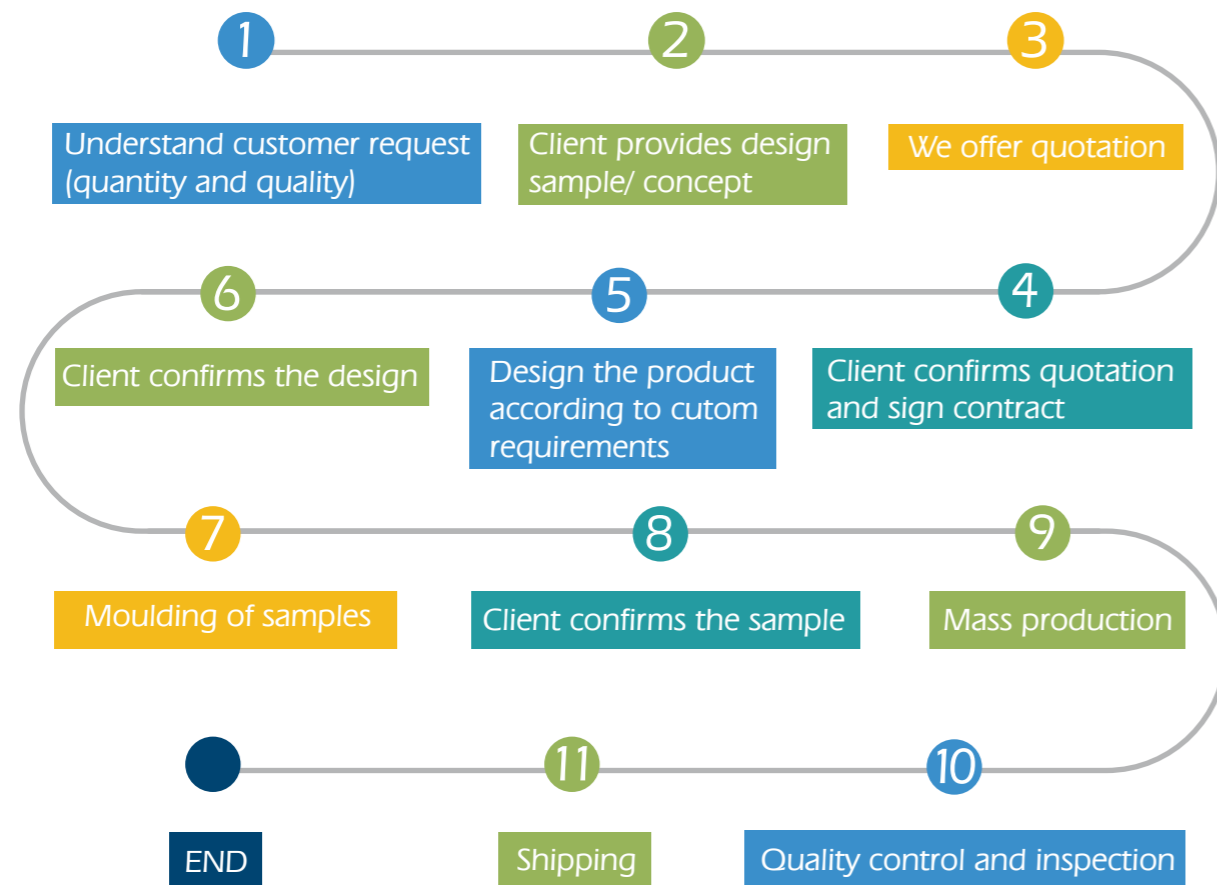 1
Understand customer request
(quantity and quality)
2
Client provides design
sample/ concept
3
We offer quotation
4
Client confirms quotation
and sign contract
5
Design the product
according to cutom
requirements
6
Client confirms the design
7
Moulding of samples
8
Client confirms the sample
9
Mass production
10
Quality control and inspection
11
Shipping
END